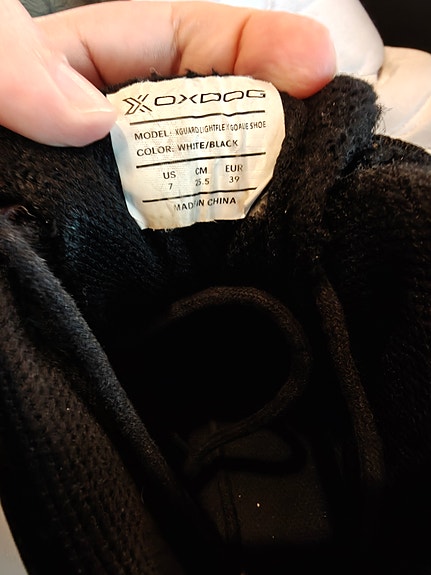 OXDOG
MODEL: XGUARD LIGHTFLEX GOALIE SHOE
COLOR: WHITE/BLACK
US CM EUR
7 25.5 39
MADE IN CHINA